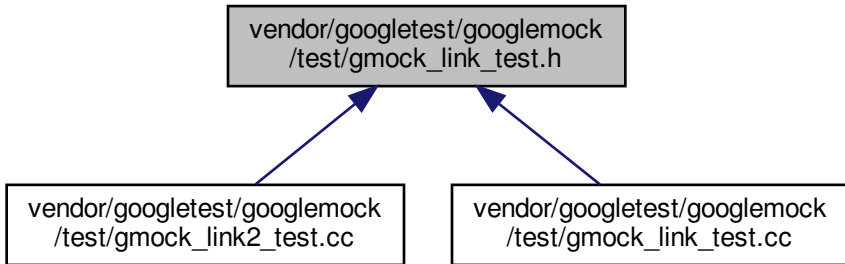 vendor/googletest/googlemock
/test/gmock_link_test.h
vendor/googletest/googlemock
/test/gmock_link2_test.cc
vendor/googletest/googlemock
/test/gmock_link_test.cc